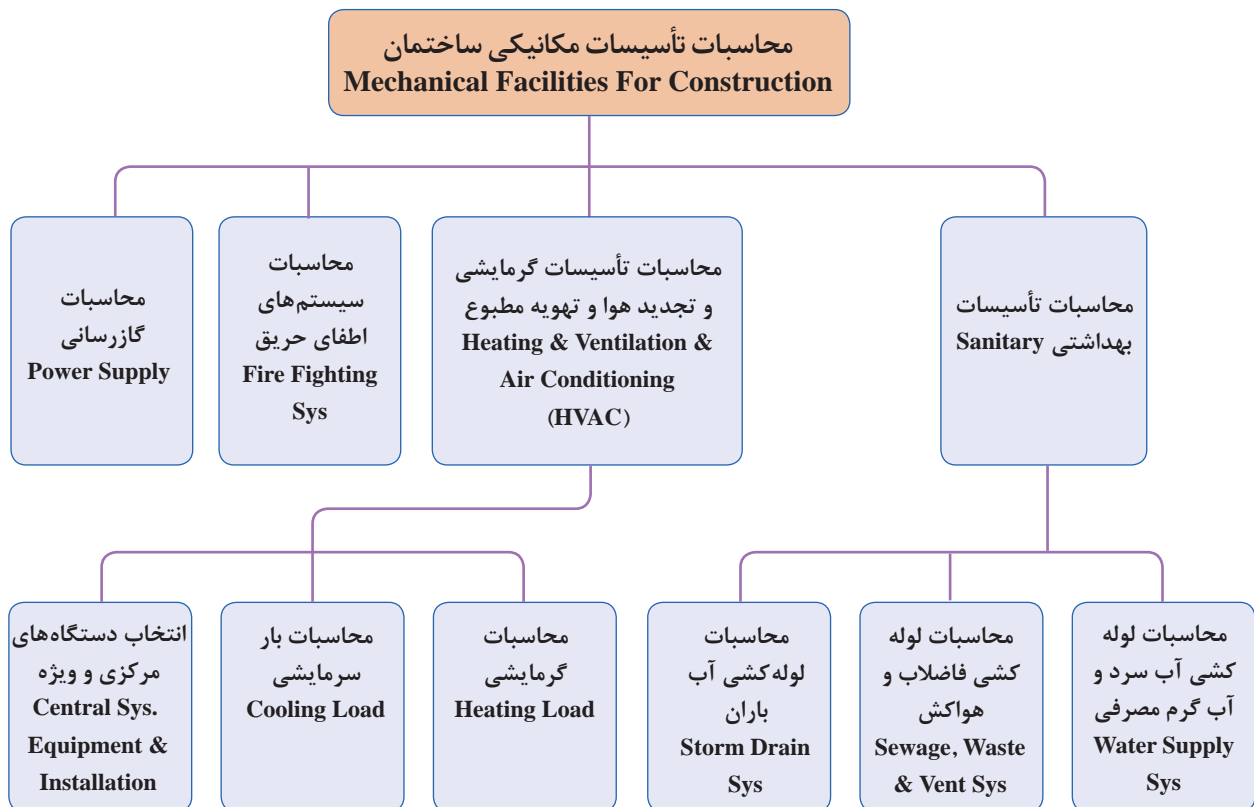 محاسبات تأسیسات مکانیکی ساختمان
Mechanical Facilities For Construction
محاسبات تأسیسات
بهداشتی Sanitary
محاسبات تأسیسات گرمایشی
و تجدید هوا و تهویه مطبوع
Heating & Ventilation &
Air Conditioning
(HVAC)
محاسبات
سیستم‌های
اطفای حریق
Fire Fighting
Sys
محاسبات
گازرسانی
Power Supply
محاسبات لوله
کشی آب سرد و
آب گرم مصرفی
Water Supply
Sys
محاسبات لوله
کشی فاضلاب و
هواکش
Sewage, Waste
& Vent Sys
محاسبات
لوله‌کشی آب
باران
Storm Drain
Sys
محاسبات
گرمایشی
Heating Load
محاسبات بار
سرمایشی
Cooling Load
انتخاب دستگاه‌های
مرکزی و ویژه
Central Sys.
Equipment &
Installation